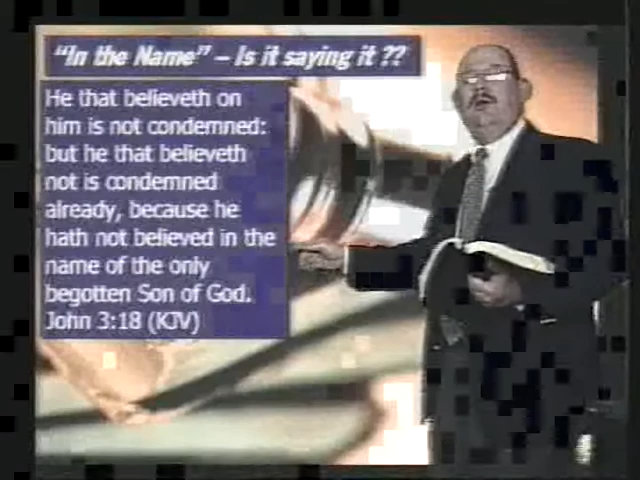 "In the Name" – Is it saying it ??
He that believeth on
him is not condemned:
but he that believeth
not is condemned
already, because he
hath not believed in the
name of the only
begotten Son of God.
John 3:18 (KJV)